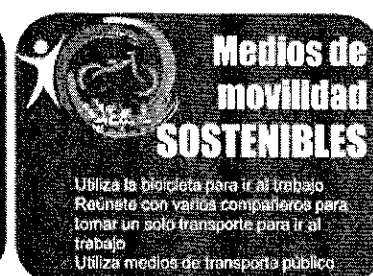 Medios de
movilidad
SOSTENIBLES
Utiliza la bicicleta para ir al trabajo
Reúnete con varios compañeros para
tomar un solo transporte para ir al
trabajo
Utiliza medios de transporte público